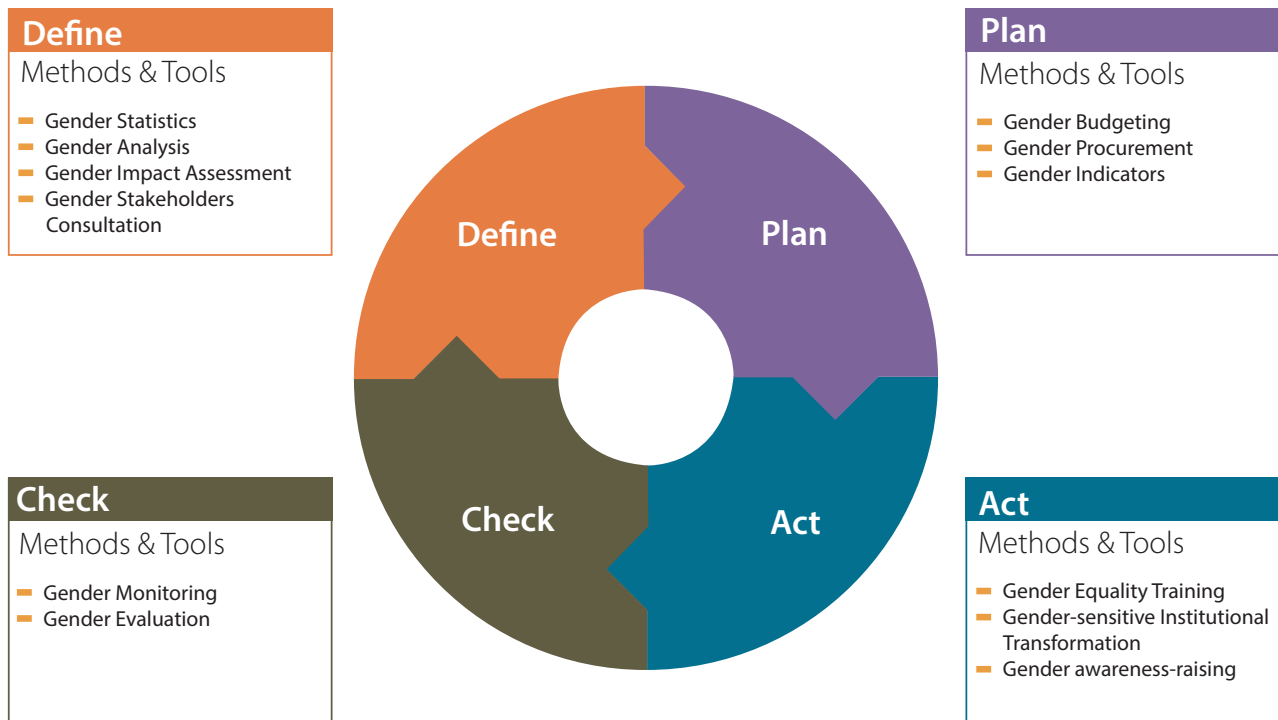 Define
Methods & Tools
Gender Statistics
Gender Analysis
Gender Impact Assessment
Gender Stakeholders
Consultation
Plan
Methods & Tools
Gender Budgeting
Gender Procurement
Gender Indicators
Define
Plan
Check
Act
Check
Methods & Tools
Gender Monitoring
Gender Evaluation
Act
Methods & Tools
Gender Equality Training
Gender-sensitive Institutional
Transformation
Gender awareness-raising